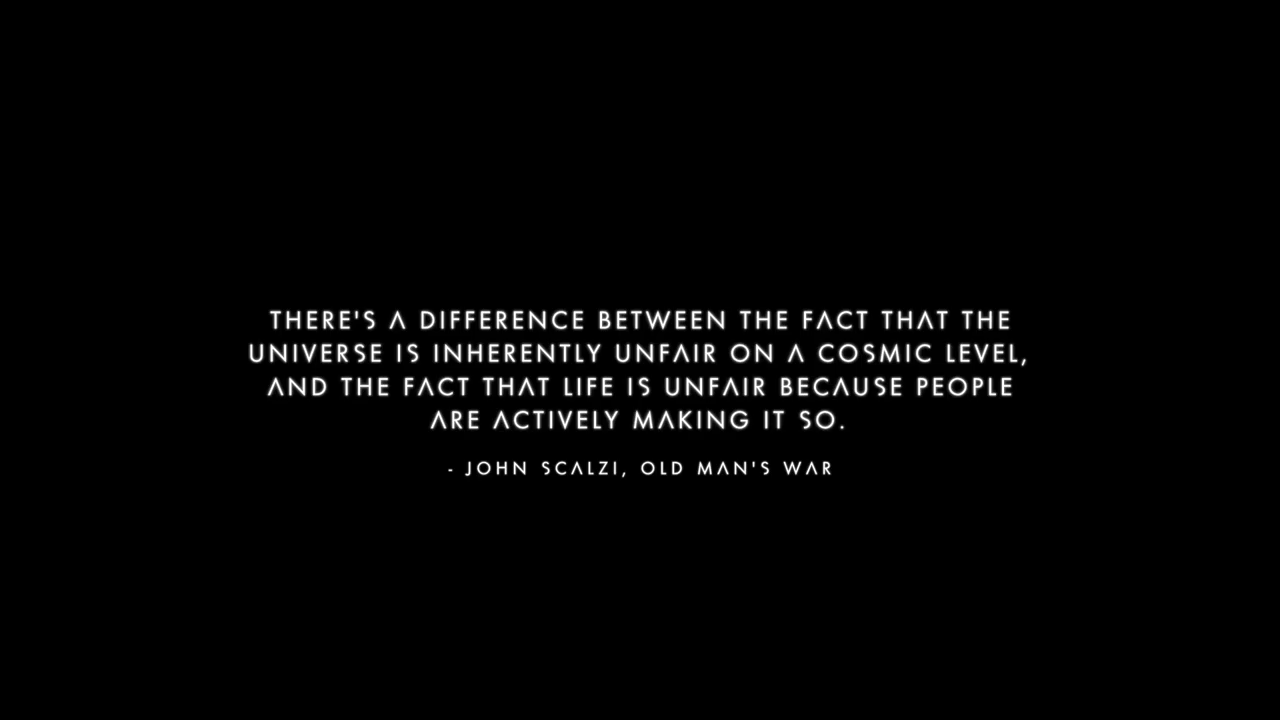 THERE'S A DIFFERENCE BETWEEN THE FACT THAT THE
UNIVERSE IS INHERENTLY UNFAIR ON A COSMIC LEVEL,
AND THE FACT THAT LIFE IS UNFAIR BECAUSE PEOPLE
ARE ACTIVELY MAKING IT SO.
- JOHN SCALZI, OLD MAN'S WAR